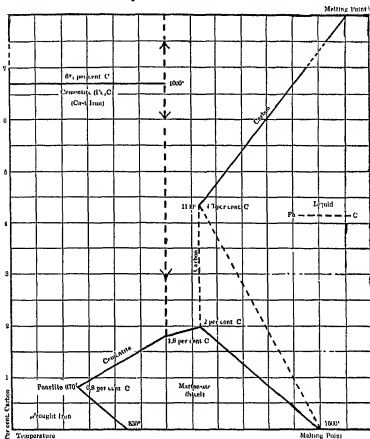 Melting Point
7
6⅔ per cent C
1000°
Cementite (Fe₃C)
(Cast Iron)
6
Carbon
5
4.3 per cent C
Liquid
Fe C
4
Carbon
3
2
2 per cent C
Cementite
1,8 per cent C
Pearlite 670°
0,8 per cent C
Martensite
(Steel)
1
Wrought Iron
850°
1600°
Per cent. Carbon
Temperature
Melting Point